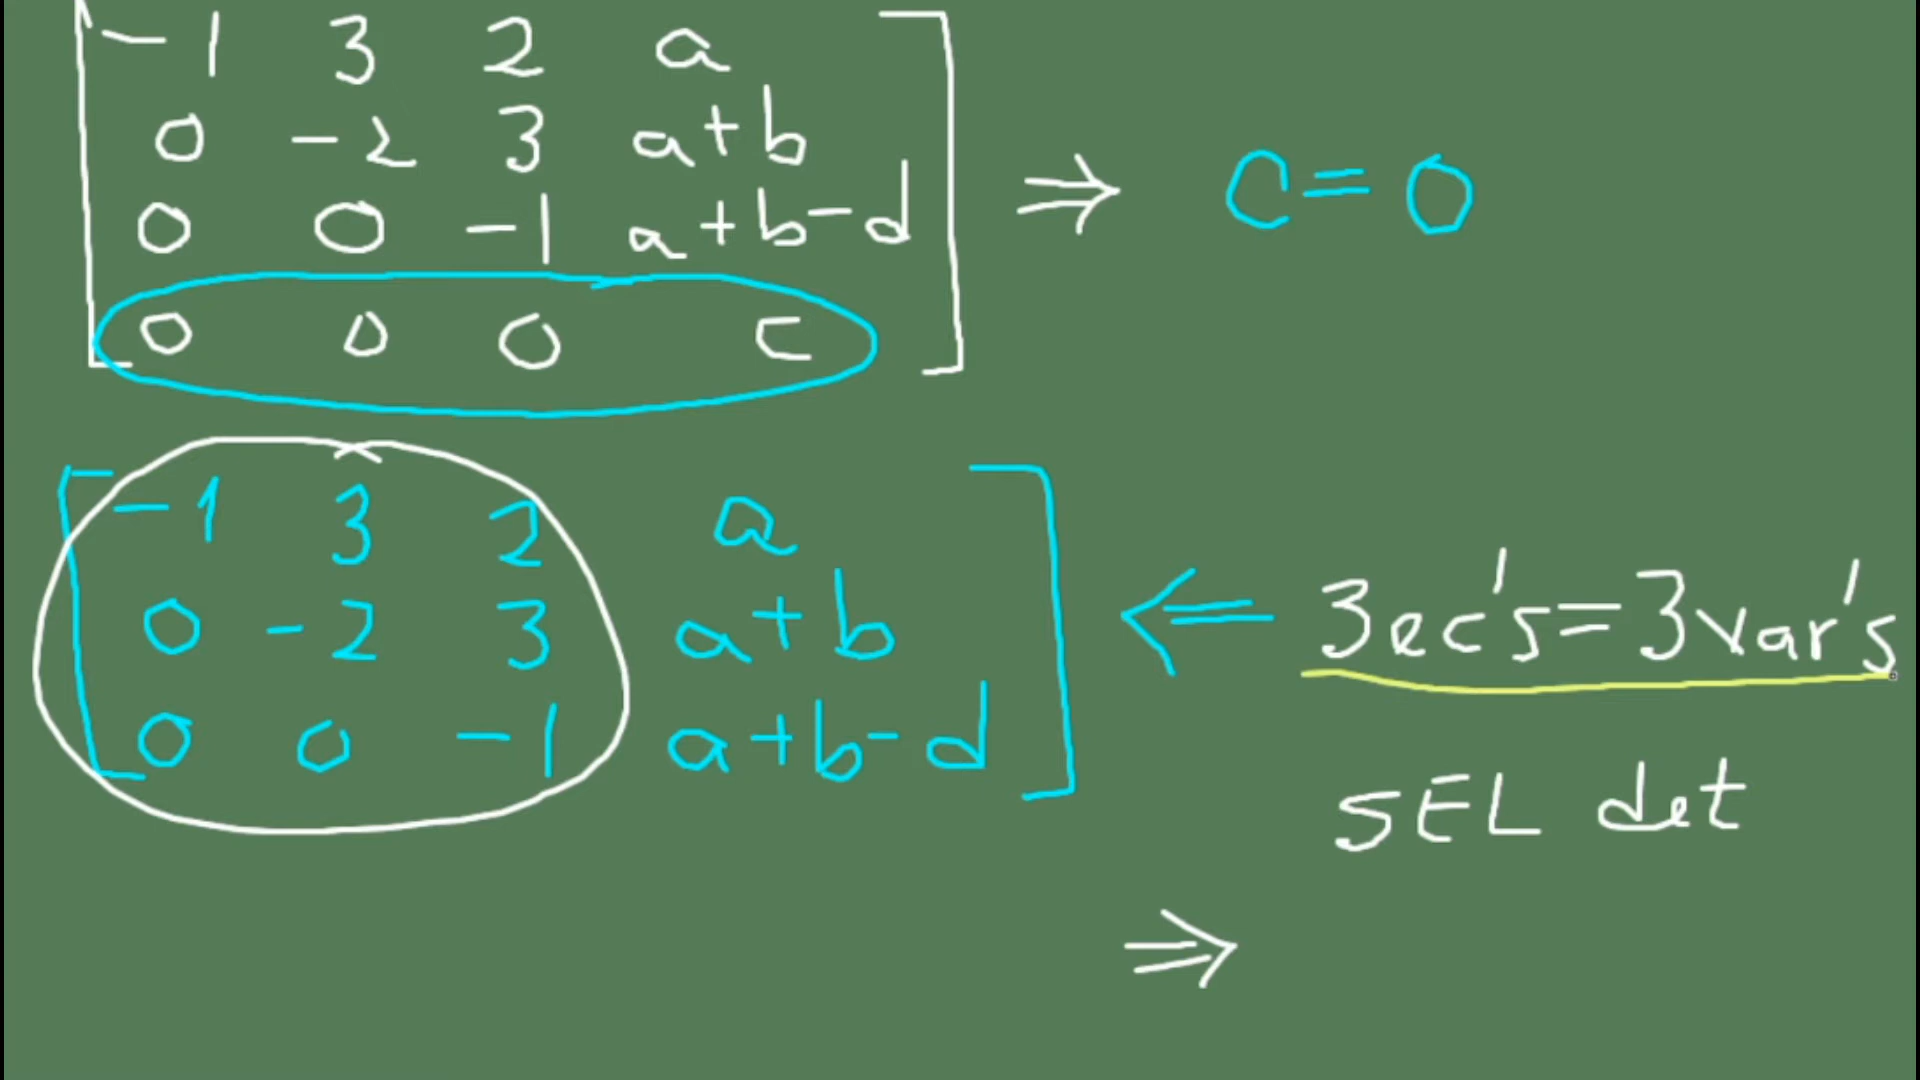 -1 3 2 a
0 -2 3 a+b
0 0 -1 a+b-d
0 0 0 c
⇒ C=0
-1 3 2 a
0 -2 3 a+b
0 0 -1 a+b-d
⇐ 3ec's=3var's
SEL det
⇒